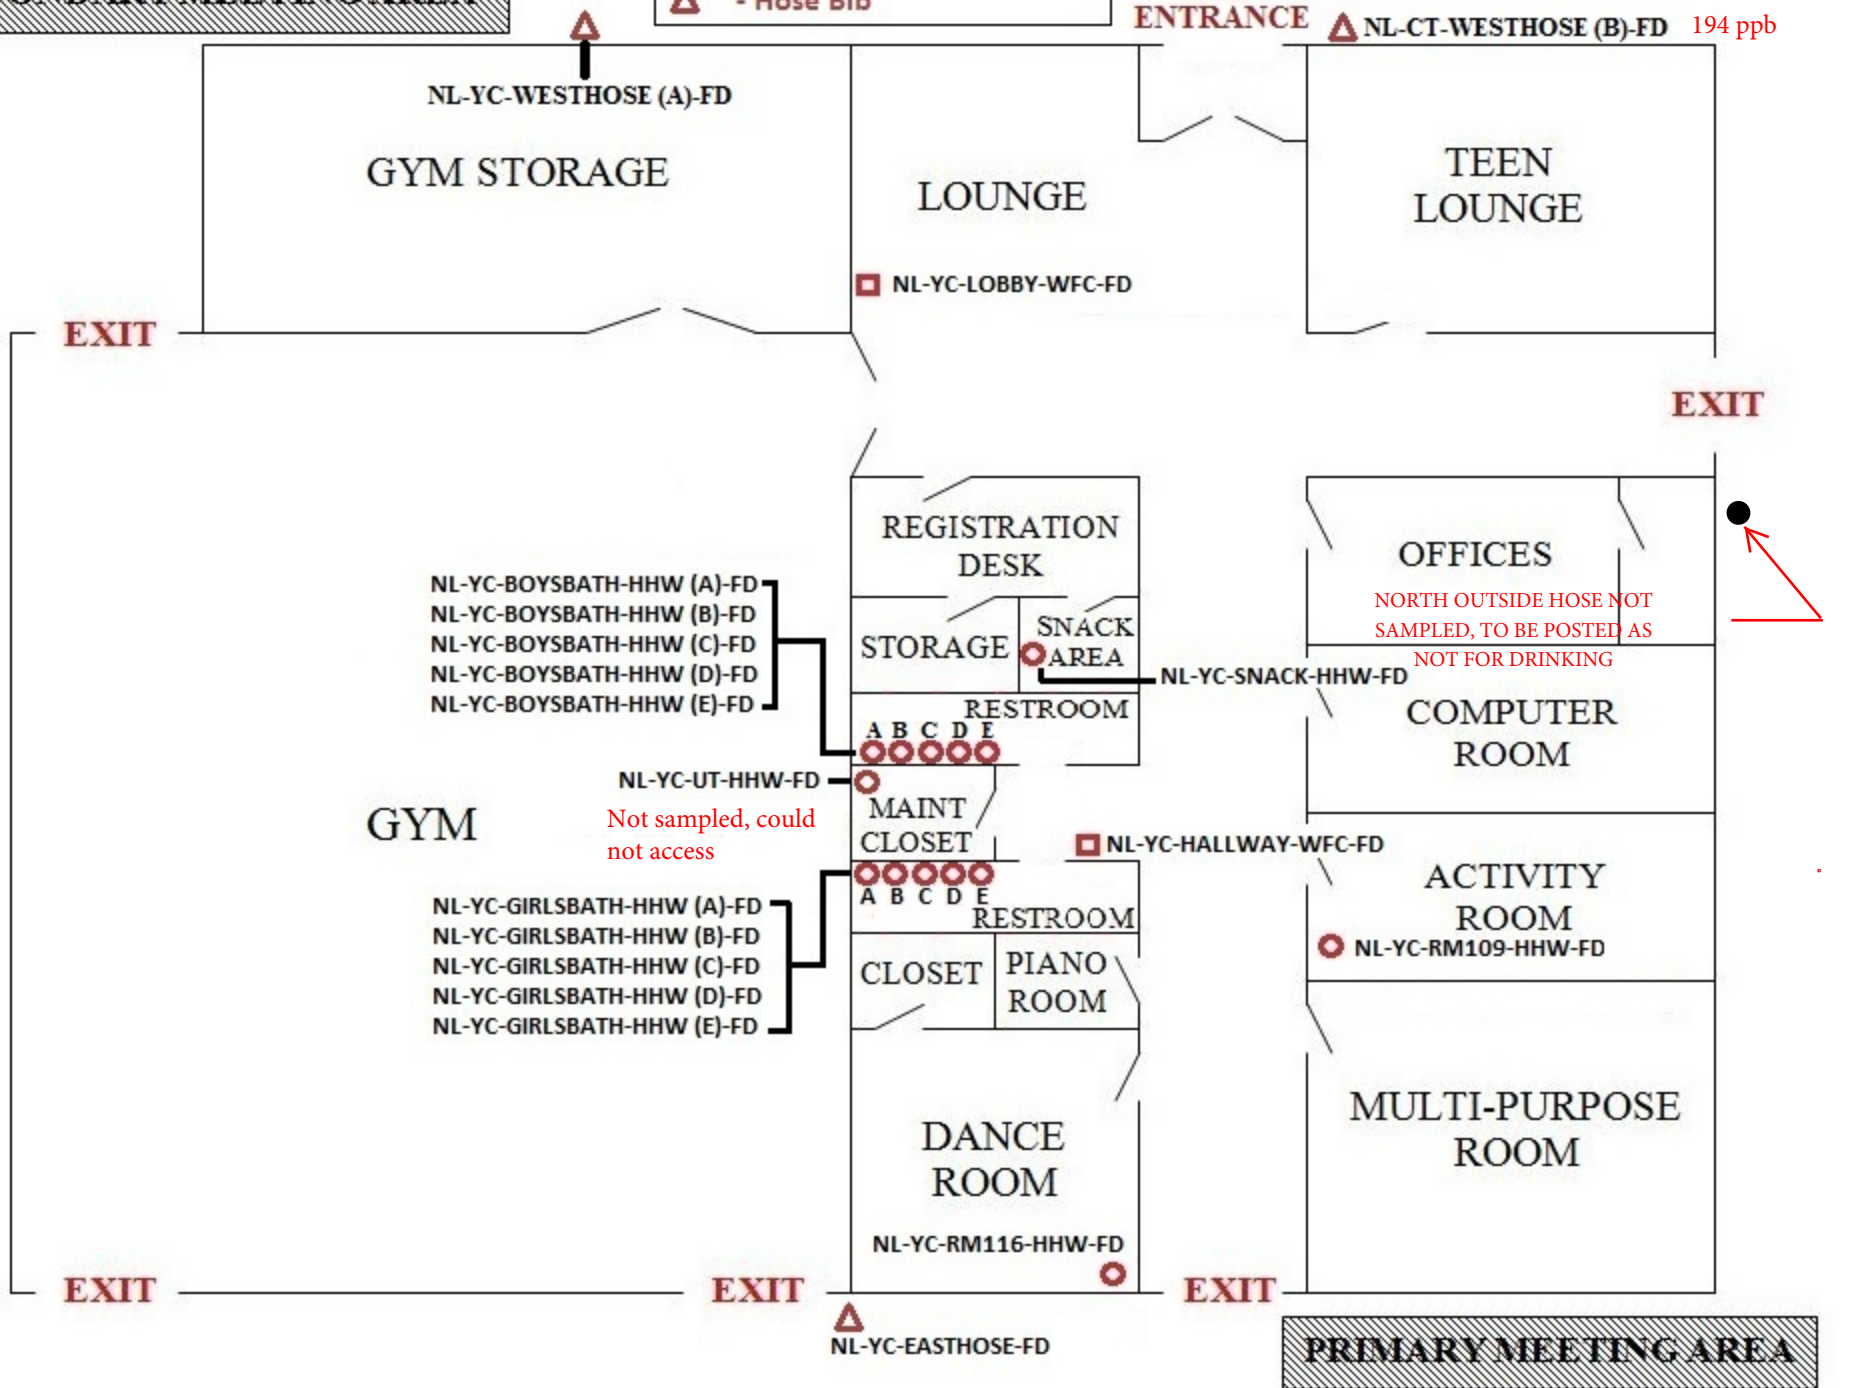 MEETING AREA
- Hose Bib
ENTRANCE
NL-CT-WESTHOSE (B)-FD
194 ppb
NL-YC-WESTHOSE (A)-FD
GYM STORAGE
LOUNGE
TEEN
LOUNGE
NL-YC-LOBBY-WFC-FD
EXIT
EXIT
REGISTRATION
DESK
OFFICES
NORTH OUTSIDE HOSE NOT
SAMPLED, TO BE POSTED AS
NOT FOR DRINKING
NL-YC-BOYSBATH-HHW (A)-FD
NL-YC-BOYSBATH-HHW (B)-FD
NL-YC-BOYSBATH-HHW (C)-FD
NL-YC-BOYSBATH-HHW (D)-FD
NL-YC-BOYSBATH-HHW (E)-FD
STORAGE
SNACK
AREA
NL-YC-SNACK-HHW-FD
RESTROOM
A B C D E
COMPUTER
ROOM
NL-YC-UT-HHW-FD
Not sampled, could
not access
MAINT
CLOSET
GYM
NL-YC-HALLWAY-WFC-FD
A B C D E
RESTROOM
ACTIVITY
ROOM
NL-YC-RM109-HHW-FD
NL-YC-GIRLSBATH-HHW (A)-FD
NL-YC-GIRLSBATH-HHW (B)-FD
NL-YC-GIRLSBATH-HHW (C)-FD
NL-YC-GIRLSBATH-HHW (D)-FD
NL-YC-GIRLSBATH-HHW (E)-FD
CLOSET
PIANO
ROOM
DANCE
ROOM
MULTI-PURPOSE
ROOM
NL-YC-RM116-HHW-FD
EXIT
EXIT
EXIT
NL-YC-EASTHOSE-FD
PRIMARY MEETING AREA